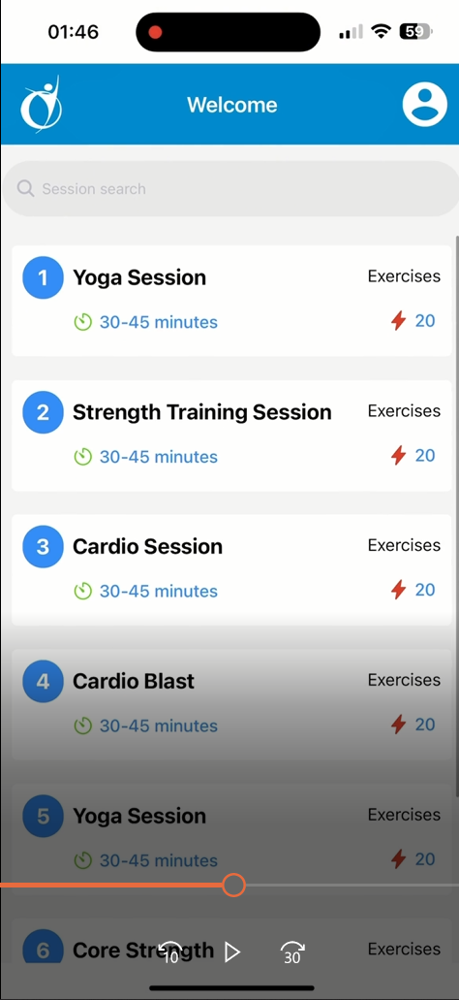 01:46
59
Welcome
Session search
1 Yoga Session Exercises
30-45 minutes 20
2 Strength Training Session Exercises
30-45 minutes 20
3 Cardio Session Exercises
30-45 minutes 20
4 Cardio Blast Exercises
30-45 minutes 20
5 Yoga Session Exercises
30-45 minutes 20
6 Core Strength Exercises
10 30